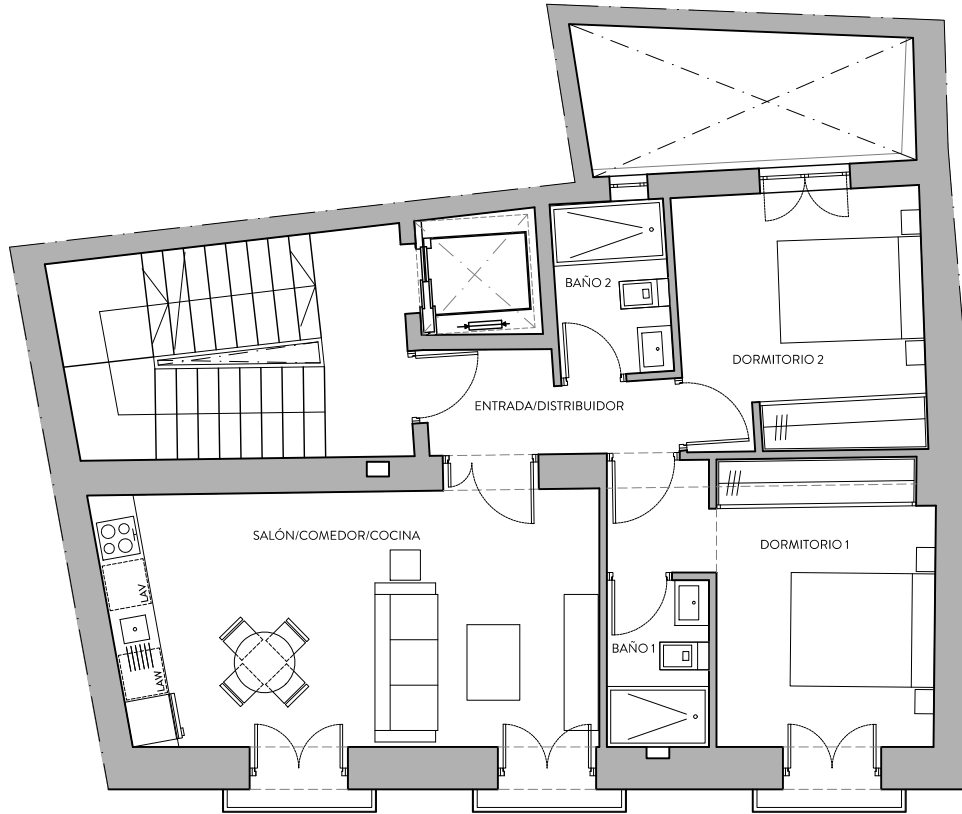 BAÑO 2
DORMITORIO 2
ENTRADA/DISTRIBUIDOR
SALÓN/COMEDOR/COCINA
DORMITORIO 1
LAV
BAÑO 1
LAW